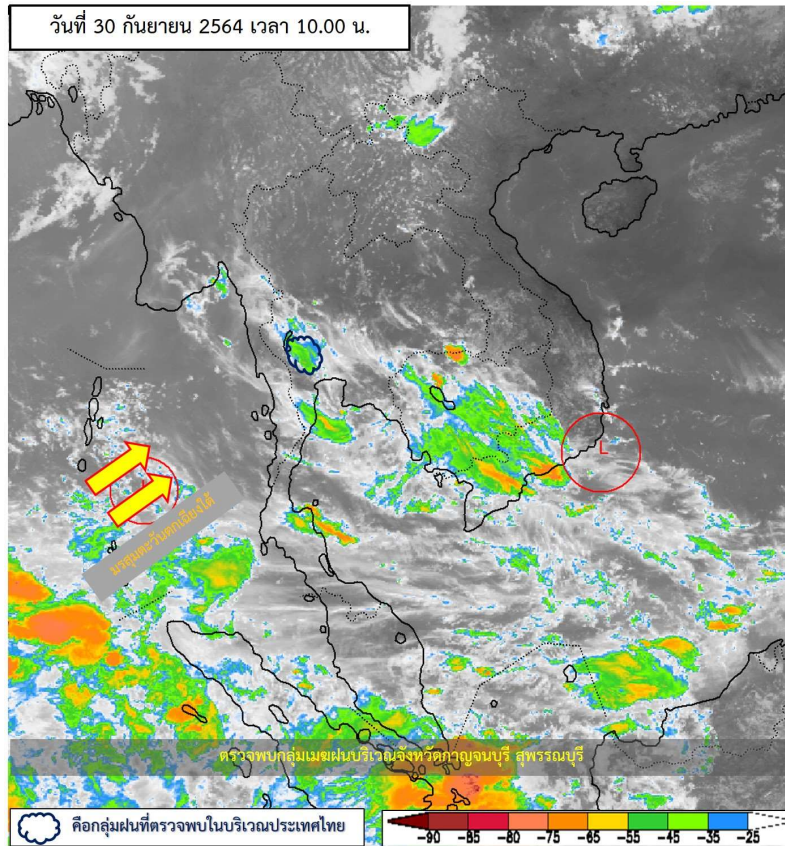 วันที่ 30 กันยายน 2564 เวลา 10.00 น.
L
มรสุมตะวันตกเฉียงใต้
ตรวจพบกลุ่มเมฆฝนบริเวณจังหวัดกาญจนบุรี สุพรรณบุรี
คือกลุ่มฝนที่ตรวจพบในบริเวณประเทศไทย
-90 -85 -80 -75 -65 -55 -45 -35 -25